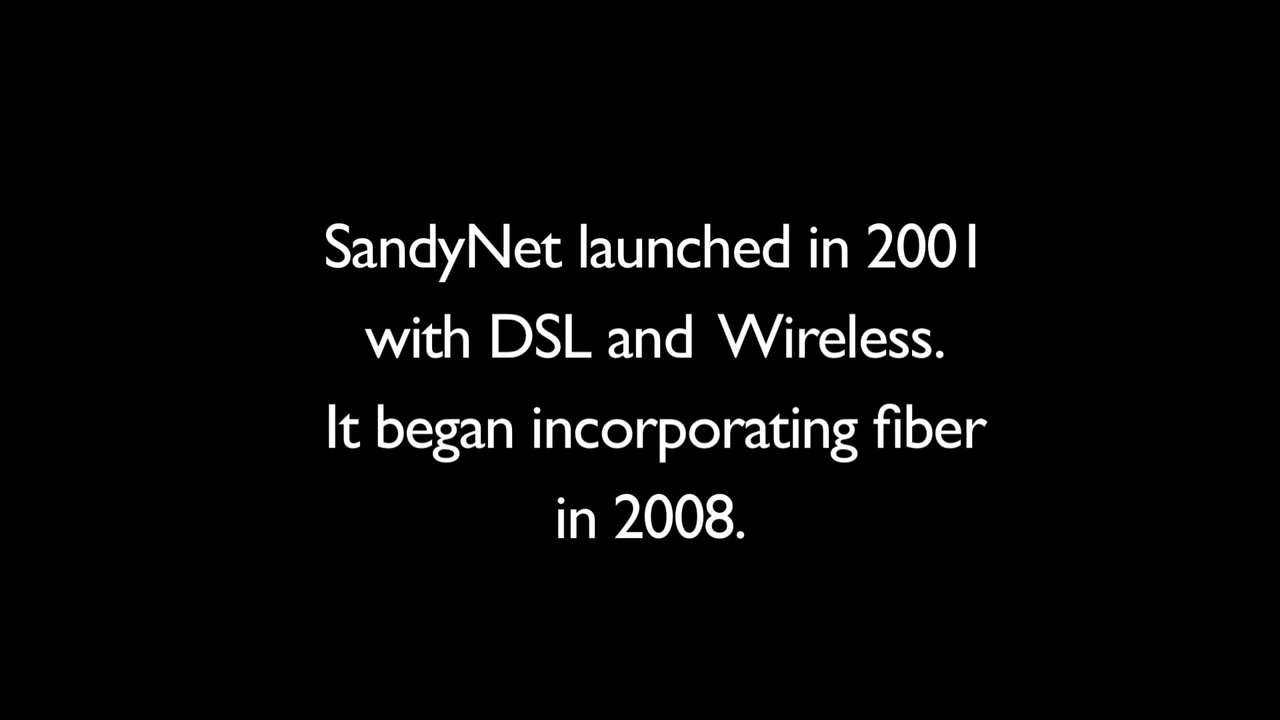 SandyNet launched in 2001
with DSL and Wireless.
It began incorporating fiber
in 2008.